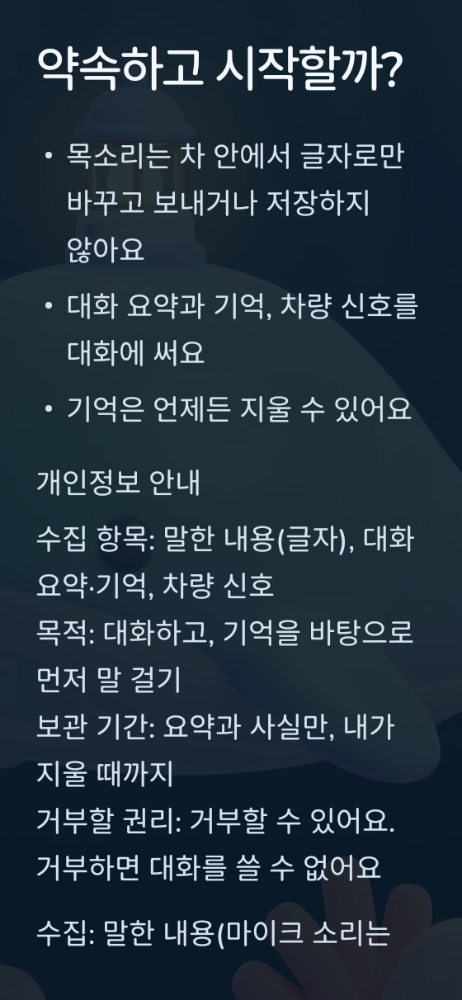 약속하고 시작할까?
• 목소리는 차 안에서 글자로만
바꾸고 보내거나 저장하지
않아요
• 대화 요약과 기억, 차량 신호를
대화에 써요
• 기억은 언제든 지울 수 있어요
개인정보 안내
수집 항목: 말한 내용(글자), 대화
요약·기억, 차량 신호
목적: 대화하고, 기억을 바탕으로
먼저 말 걸기
보관 기간: 요약과 사실만, 내가
지울 때까지
거부할 권리: 거부할 수 있어요.
거부하면 대화를 쓸 수 없어요
수집: 말한 내용(마이크 소리는